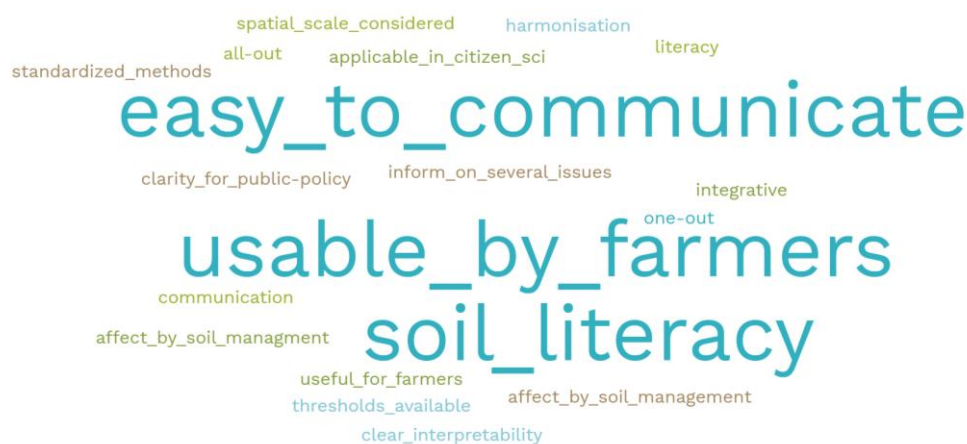 spatial_scale_considered
harmonisation
all-out
applicable_in_citizen_sci
literacy
standardized_methods
easy_to_communicate
clarity_for_public-policy
inform_on_several_issues
integrative
one-out
usable_by_farmers
communication
soil_literacy
affect_by_soil_managment
useful_for_farmers
affect_by_soil_management
thresholds_available
clear_interpretability